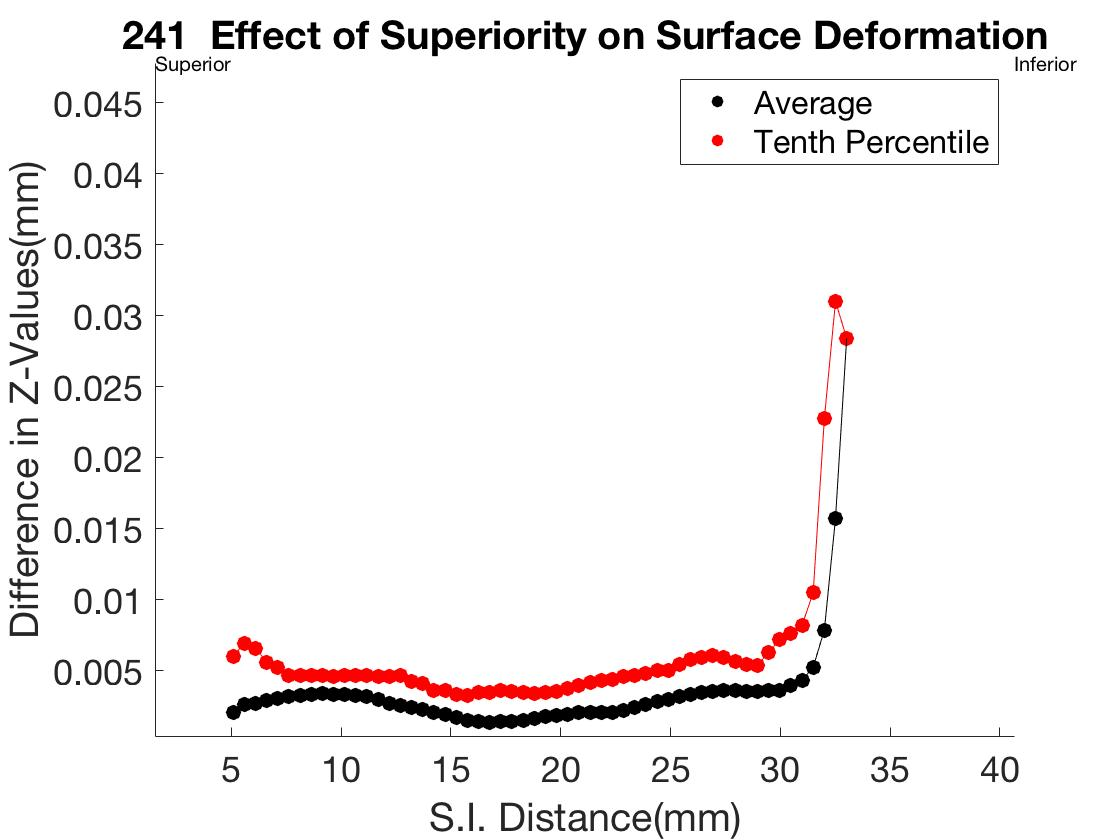 241  Effect of Superiority on Surface Deformation
Superior
Inferior
Average
Tenth Percentile
0.045
0.04
0.035
0.03
0.025
0.02
0.015
0.01
0.005
Difference in Z-Values(mm)
5 10 15 20 25 30 35 40
S.I. Distance(mm)